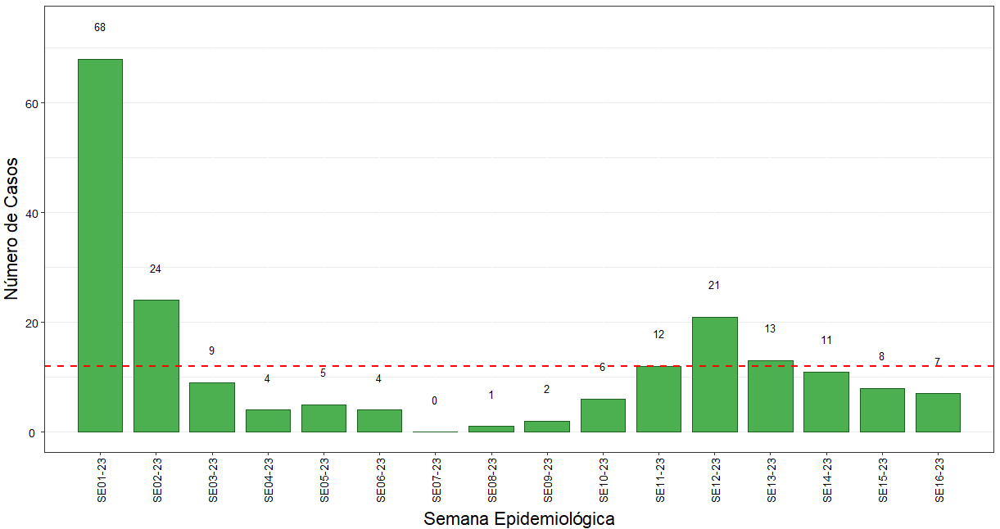 Número de Casos
60
40
20
0
68
24
9
4
5
4
0
1
2
6
12
21
13
11
8
7
SE01-23
SE02-23
SE03-23
SE04-23
SE05-23
SE06-23
SE07-23
SE08-23
SE09-23
SE10-23
SE11-23
SE12-23
SE13-23
SE14-23
SE15-23
SE16-23
Semana Epidemiológica